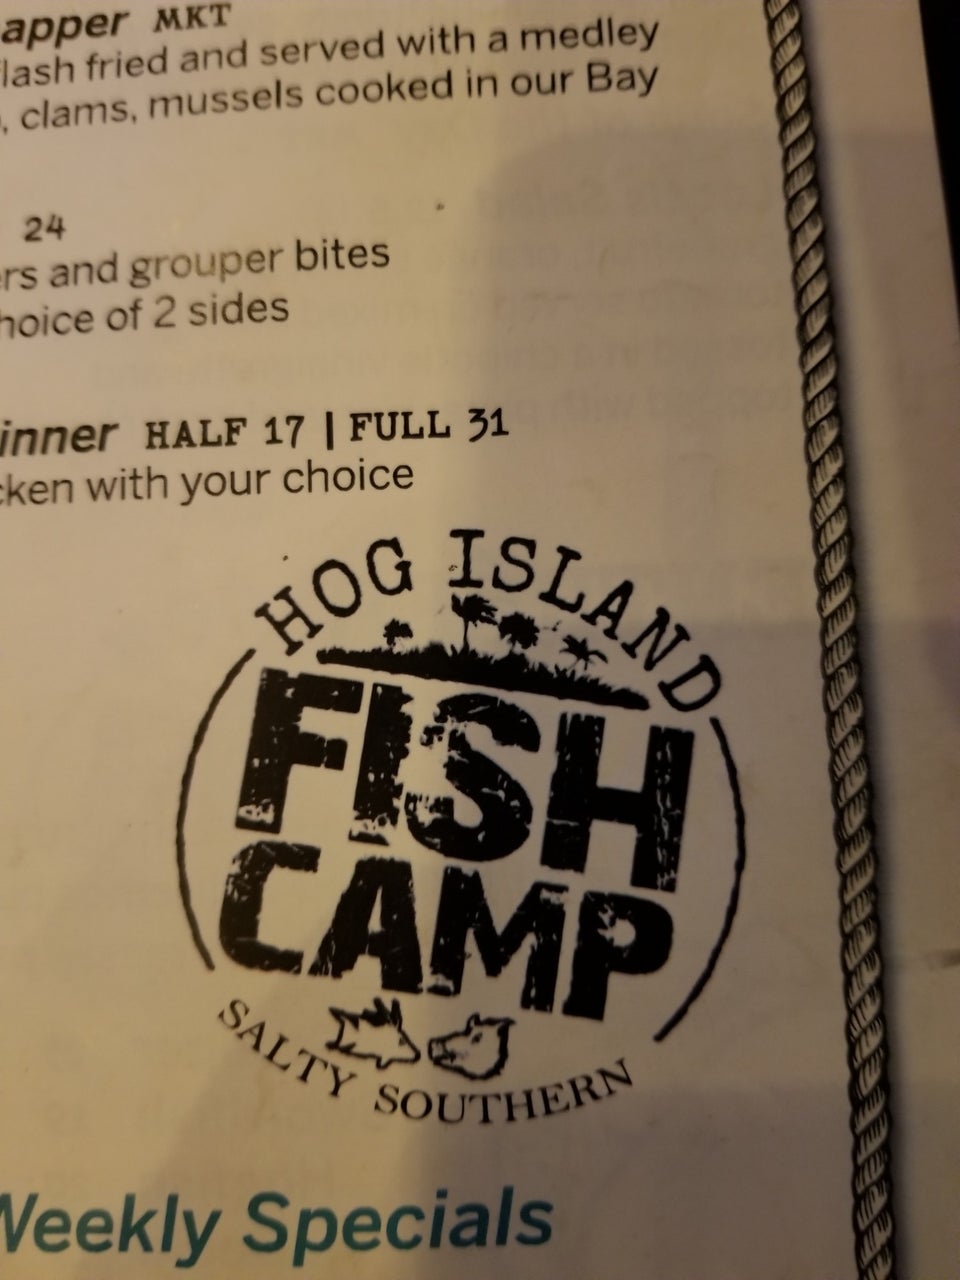 apper MKT
lash fried and served with a medley
, clams, mussels cooked in our Bay
24
ers and grouper bites
hoice of 2 sides
inner HALF 17 | FULL 31
cken with your choice
HOG ISLAND
FISH
CAMP
SALTY SOUTHERN
Weekly Specials